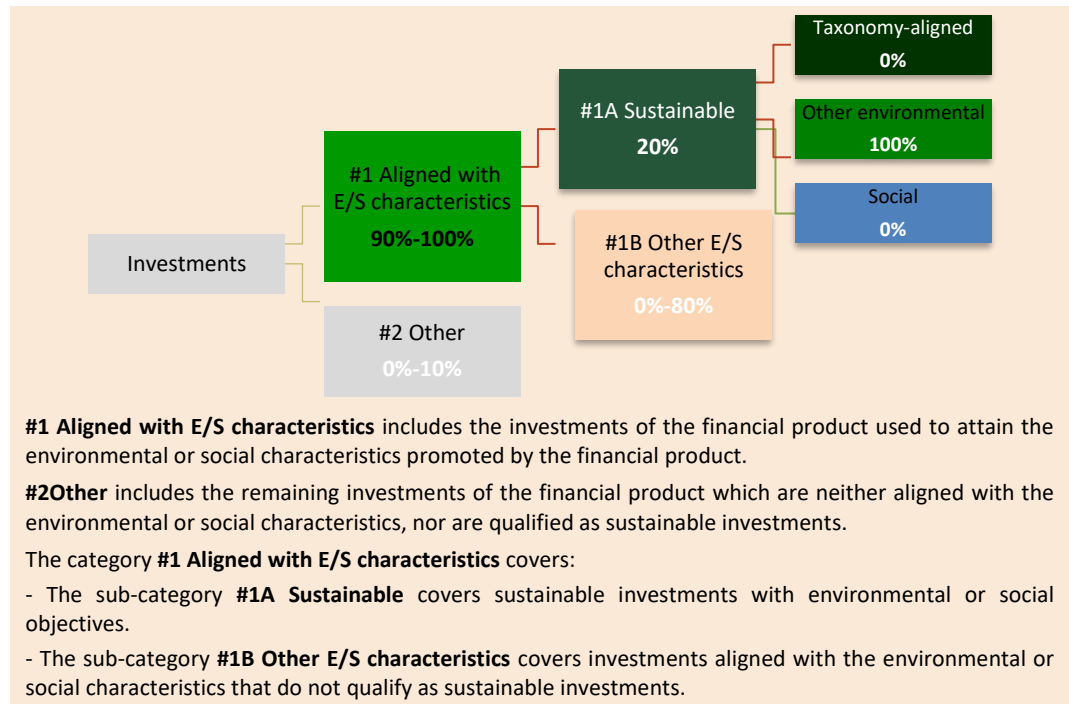 Taxonomy-aligned
0%
#1A Sustainable
20%
Other environmental
100%
#1 Aligned with
E/S characteristics
90%-100%
Social
0%
Investments
#1B Other E/S
characteristics
0%-80%
#2 Other
0%-10%
#1 Aligned with E/S characteristics includes the investments of the financial product used to attain the
environmental or social characteristics promoted by the financial product.
#2Other includes the remaining investments of the financial product which are neither aligned with the
environmental or social characteristics, nor are qualified as sustainable investments.
The category #1 Aligned with E/S characteristics covers:
- The sub-category #1A Sustainable covers sustainable investments with environmental or social
objectives.
- The sub-category #1B Other E/S characteristics covers investments aligned with the environmental or
social characteristics that do not qualify as sustainable investments.